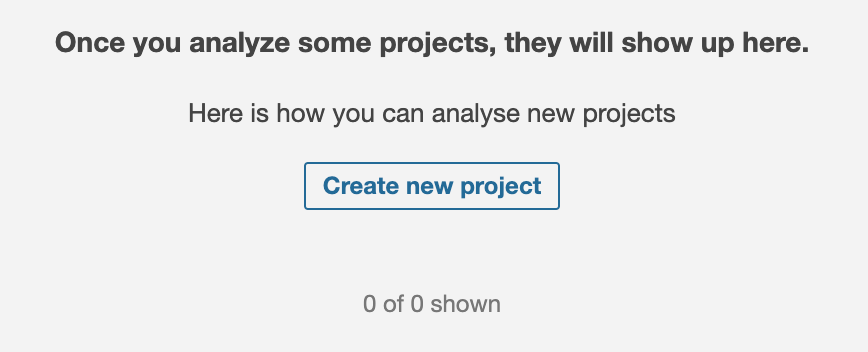 Once you analyze some projects, they will show up here.
Here is how you can analyse new projects
Create new project
0 of 0 shown